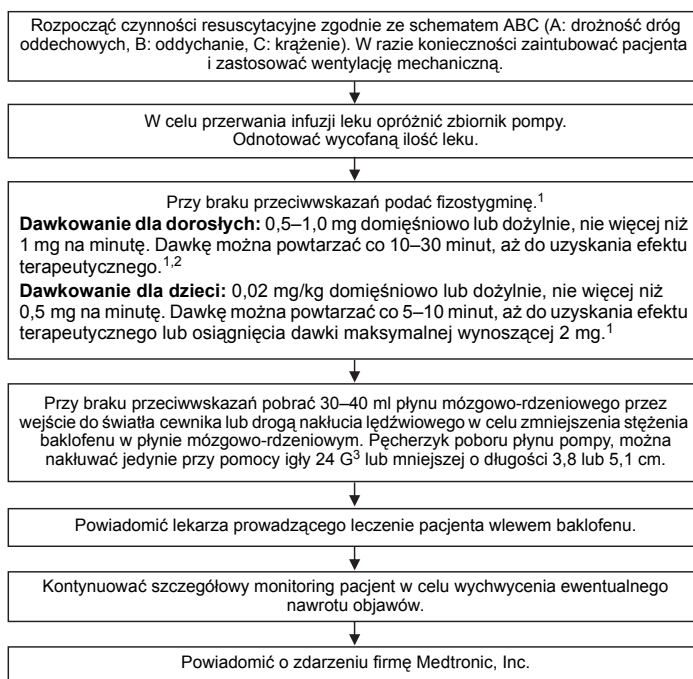 Rozpocząć czynności resuscytacyjne zgodnie ze schematem ABC (A: drożność dróg
oddechowych, B: oddychanie, C: krążenie). W razie konieczności zaintubować pacjenta
i zastosować wentylację mechaniczną.
W celu przerwania infuzji leku opróżnić zbiornik pompy.
Odnotować wycofaną ilość leku.
Przy braku przeciwwskazań podać fizostygminę.¹
Dawkowanie dla dorosłych: 0,5–1,0 mg domięśniowo lub dożylnie, nie więcej niż
1 mg na minutę. Dawkę można powtarzać co 10–30 minut, aż do uzyskania efektu
terapeutycznego.¹,²
Dawkowanie dla dzieci: 0,02 mg/kg domięśniowo lub dożylnie, nie więcej niż
0,5 mg na minutę. Dawkę można powtarzać co 5–10 minut, aż do uzyskania efektu
terapeutycznego lub osiągnięcia dawki maksymalnej wynoszącej 2 mg.¹
Przy braku przeciwwskazań pobrać 30–40 ml płynu mózgowo-rdzeniowego przez
wejście do światła cewnika lub drogą nakłucia lędźwiowego w celu zmniejszenia stężenia
baklofenu w płynie mózgowo-rdzeniowym. Pęcherzyk poboru płynu pompy, można
nakłuwać jedynie przy pomocy igły 24 G³ lub mniejszej o długości 3,8 lub 5,1 cm.
Powiadomić lekarza prowadzącego leczenie pacjenta wlewem baklofenu.
Kontynuować szczegółowy monitoring pacjent w celu wychwycenia ewentualnego
nawrotu objawów.
Powiadomić o zdarzeniu firmę Medtronic, Inc.